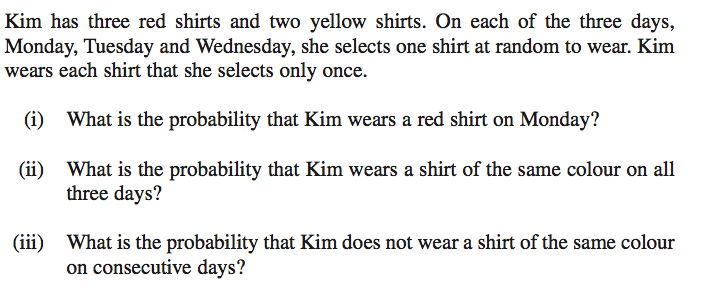 Kim has three red shirts and two yellow shirts. On each of the three days,
Monday, Tuesday and Wednesday, she selects one shirt at random to wear. Kim
wears each shirt that she selects only once.
(i) What is the probability that Kim wears a red shirt on Monday?
(ii) What is the probability that Kim wears a shirt of the same colour on all
three days?
(iii) What is the probability that Kim does not wear a shirt of the same colour
on consecutive days?